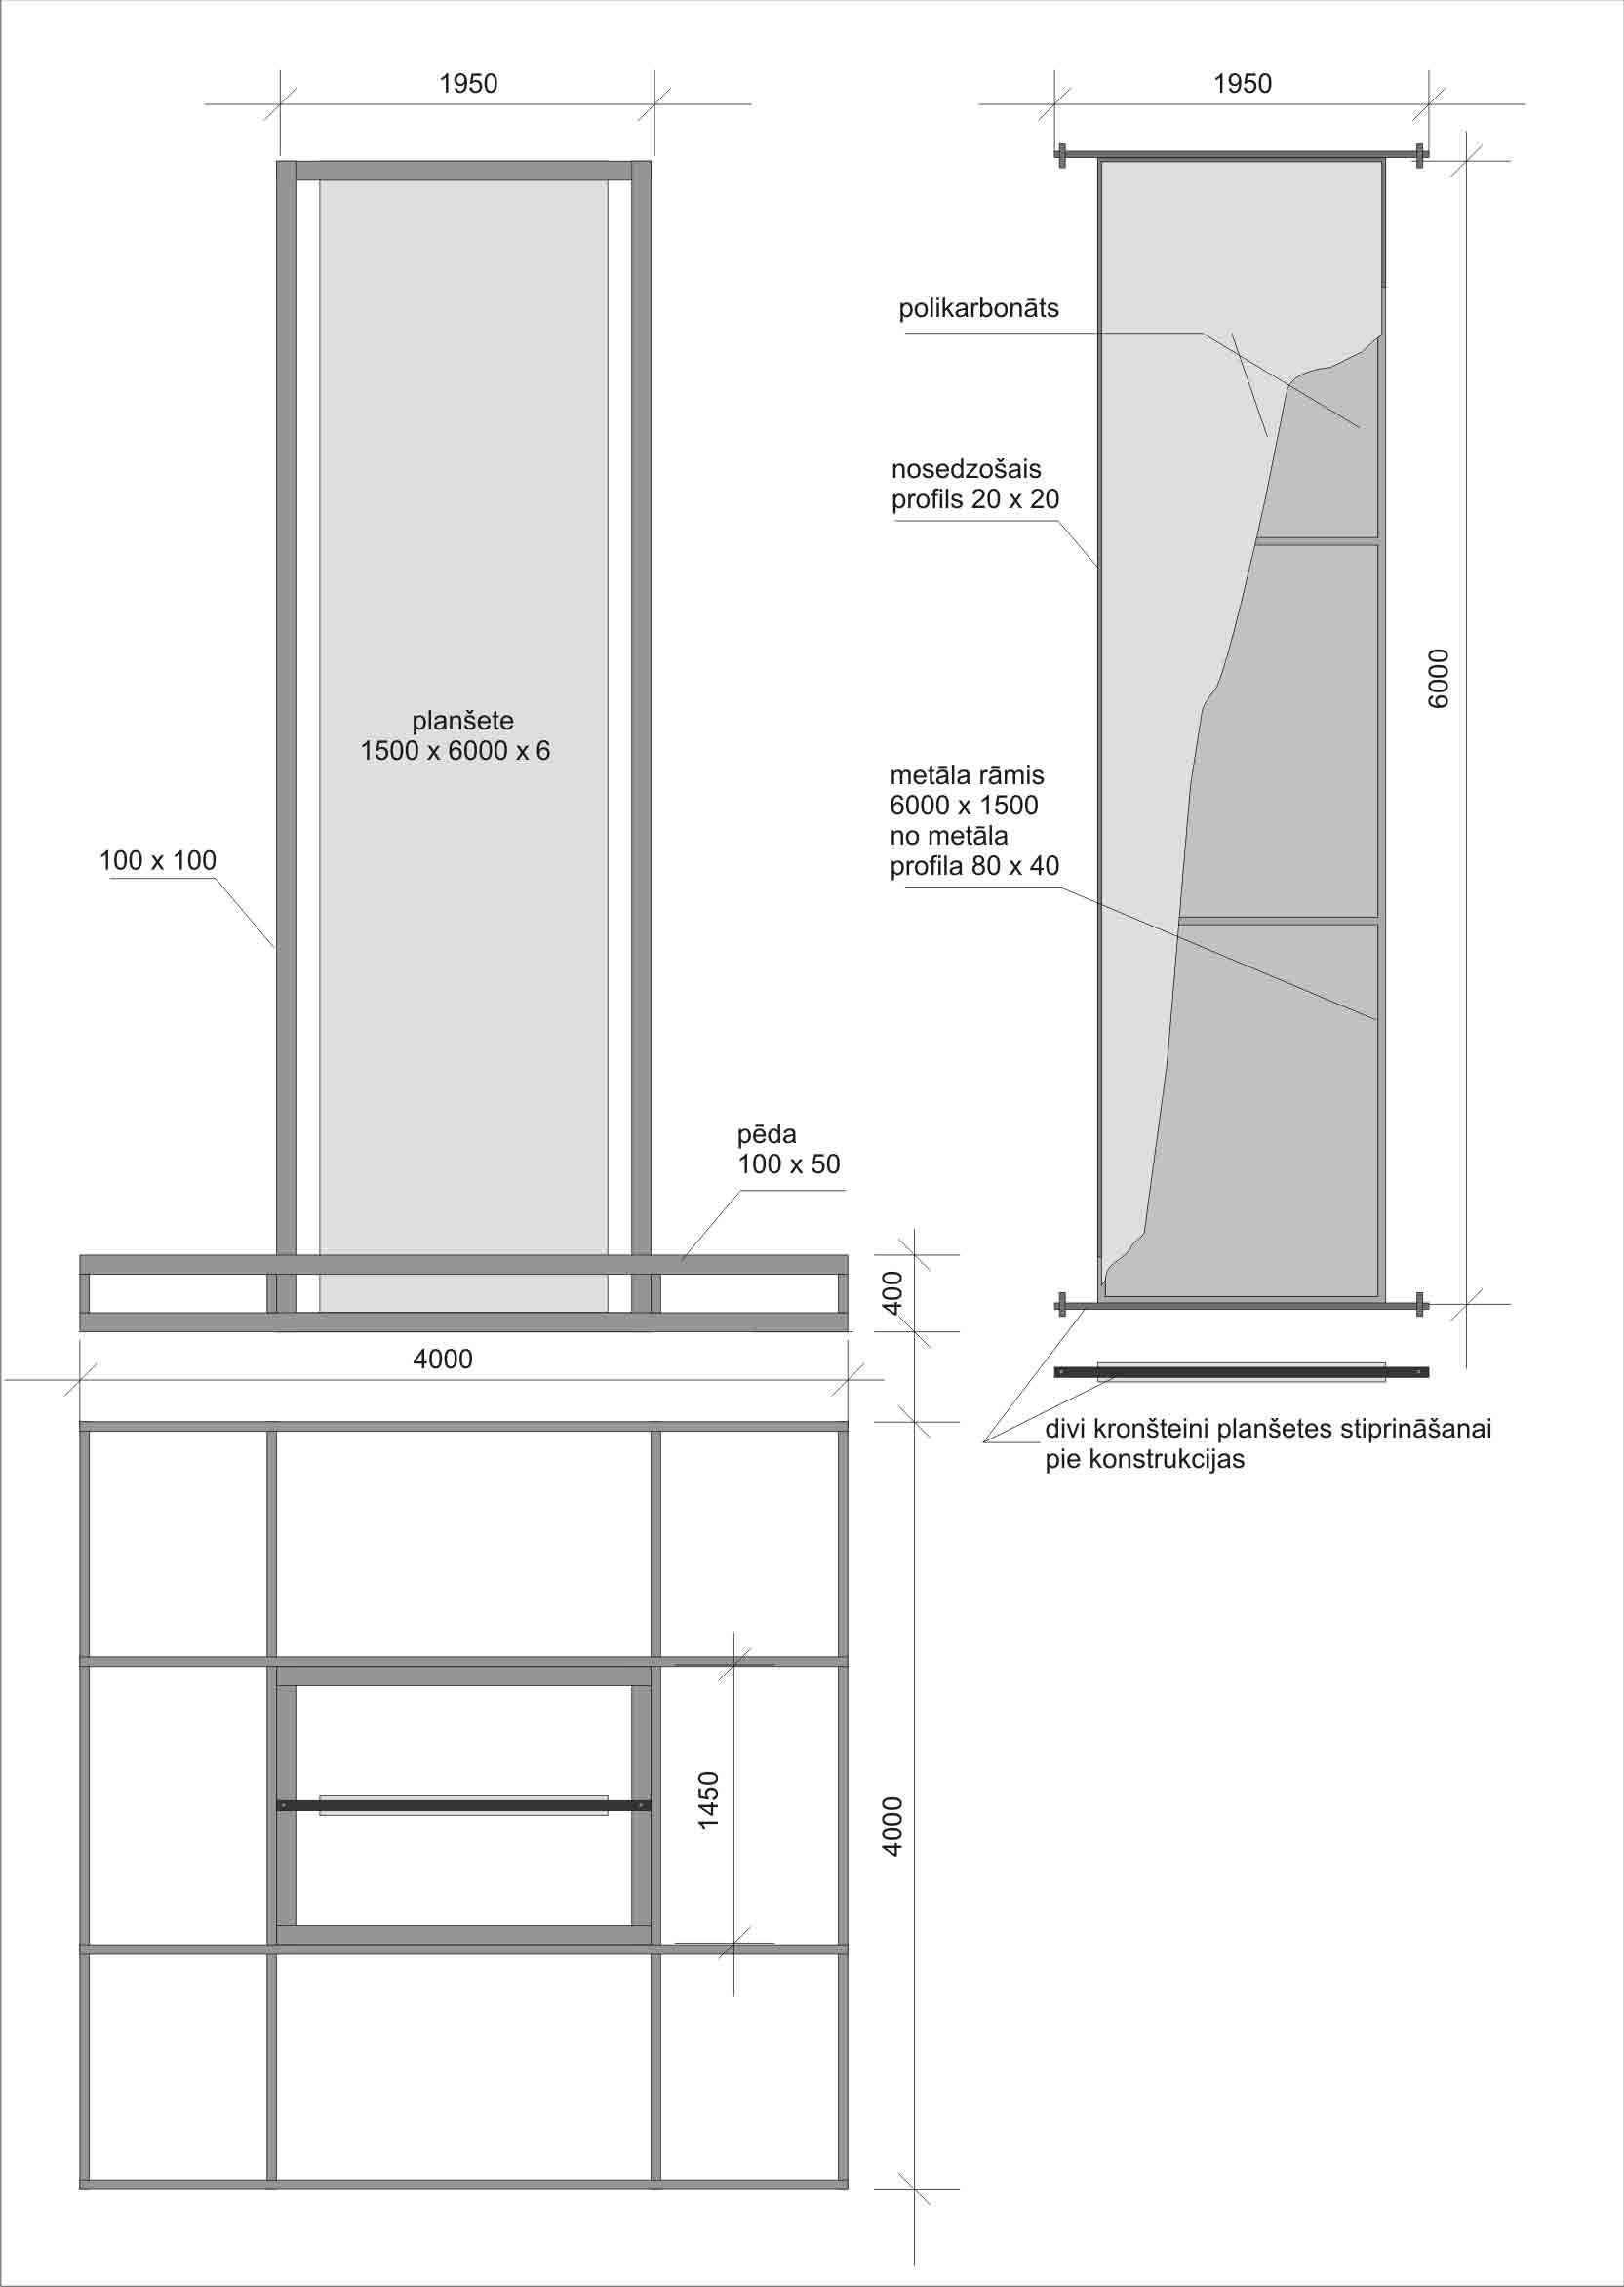 1950
1950
polikarbonāts
nosedzošais
profils 20 x 20
6000
planšete
1500 x 6000 x 6
metāla rāmis
6000 x 1500
no metāla
profila 80 x 40
100 x 100
pēda
100 x 50
400
4000
divi kronšteini planšetes stiprināšanai
pie konstrukcijas
1450
4000